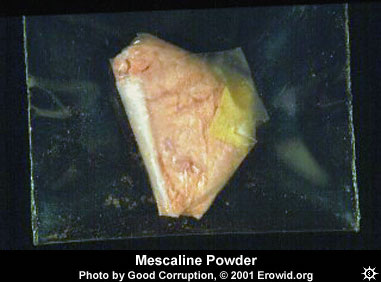 Mescaline Powder
Photo by Good Corruption, © 2001 Erowid.org